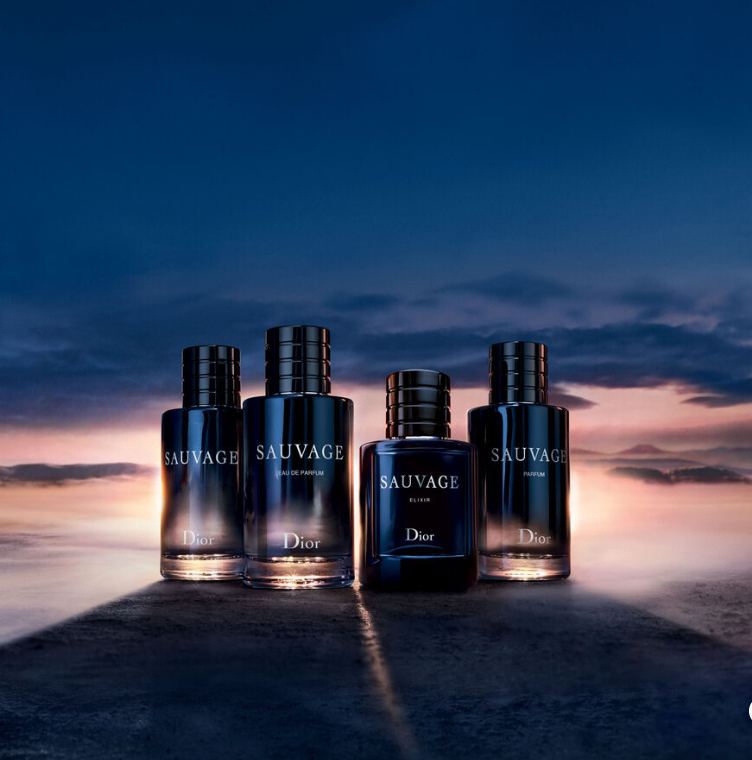 SAUVAGE
Dior
SAUVAGE
EAU DE PARFUM
Dior
SAUVAGE
ELIXIR
Dior
SAUVAGE
PARFUM
Dior